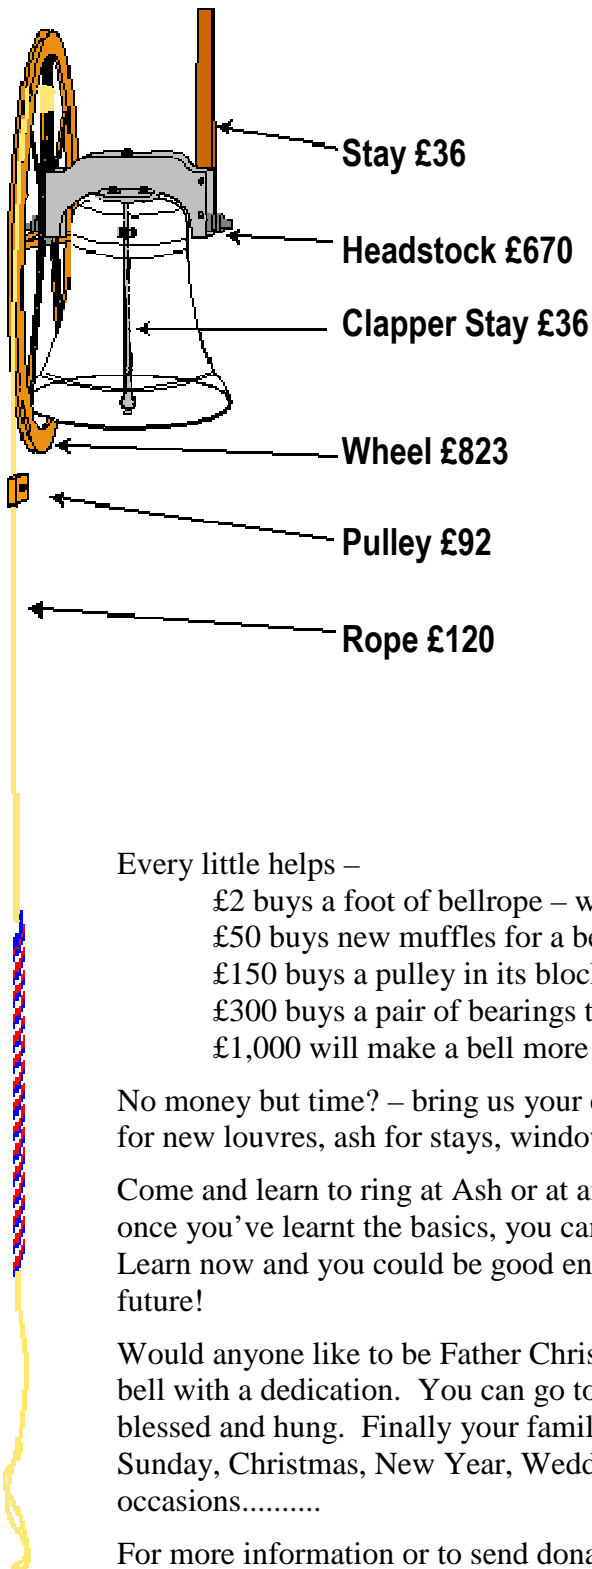 Stay £36
Headstock £670
Clapper Stay £36
Wheel £823
Pulley £92
Rope £120
Every little helps –
£2 buys a foot of bellrope –
£50 buys new muffles for a
£150 buys a pulley in its
£300 buys a pair of bearings
£1,000 will make a bell more
No money but time? – bring us your
for new louvres, ash for stays,
Come and learn to ring at Ash or at
once you’ve learnt the basics, you
Learn now and you could be good
future!
Would anyone like to be Father
bell with a dedication.  You can go
blessed and hung.  Finally your
Sunday, Christmas, New Year,
occasions..........
For more information or to send